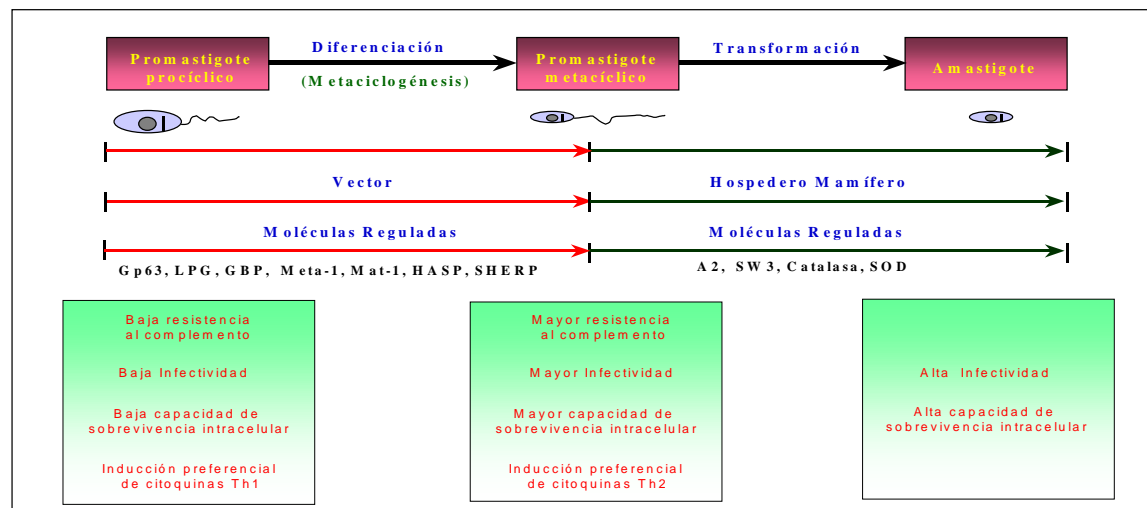 Promastigote
procíclico
Diferenciación
(Metaciclogénesis)
Promastigote
metacíclico
Transformación
Amastigote
Vector
Hospedero Mamífero
Moléculas Reguladas
Moléculas Reguladas
Gp63, LPG, GBP, Meta-1, Mat-1, HASP, SHERP
A2, SW3, Catalasa, SOD
Baja resistencia
al complemento
Baja Infectividad
Baja capacidad de
sobrevivencia intracelular
Inducción preferencial
de citoquinas Th1
Mayor resistencia
al complemento
Mayor Infectividad
Mayor capacidad de
sobrevivencia intracelular
Inducción preferencial
de citoquinas Th2
Alta Infectividad
Alta capacidad de
sobrevivencia intracelular